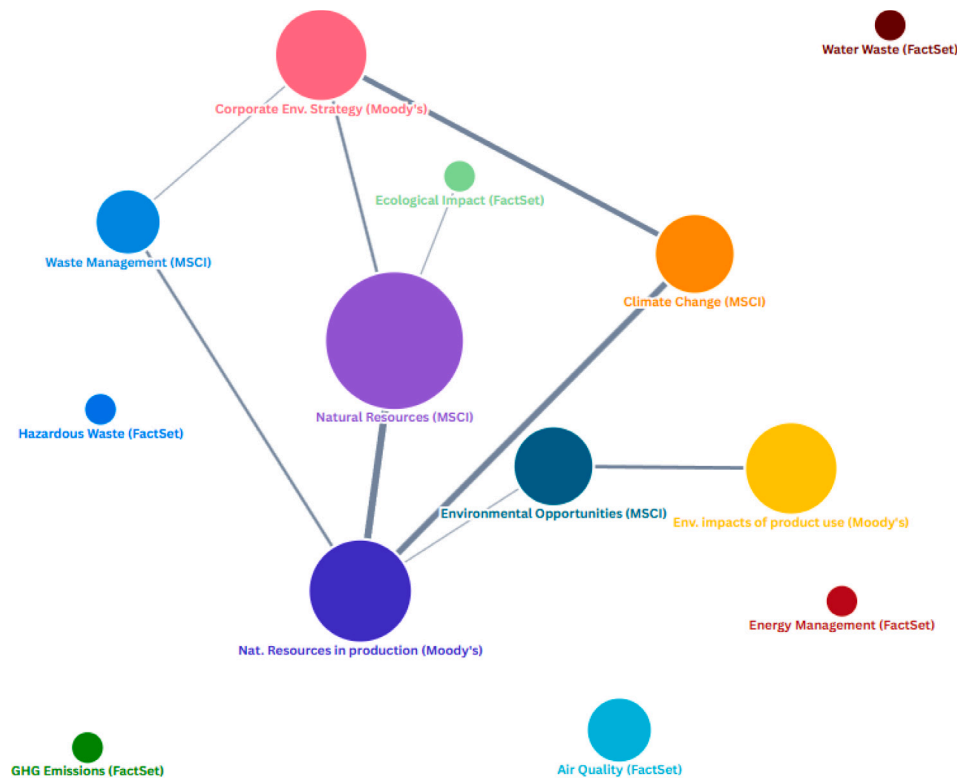 Water Waste (FactSet)
Corporate Env. Strategy (Moody's)
Ecological Impact (FactSet)
Waste Management (MSCI)
Climate Change (MSCI)
Natural Resources (MSCI)
Hazardous Waste (FactSet)
Environmental Opportunities (MSCI)
Env. impacts of product use (Moody's)
Energy Management (FactSet)
Nat. Resources in production (Moody's)
GHG Emissions (FactSet)
Air Quality (FactSet)